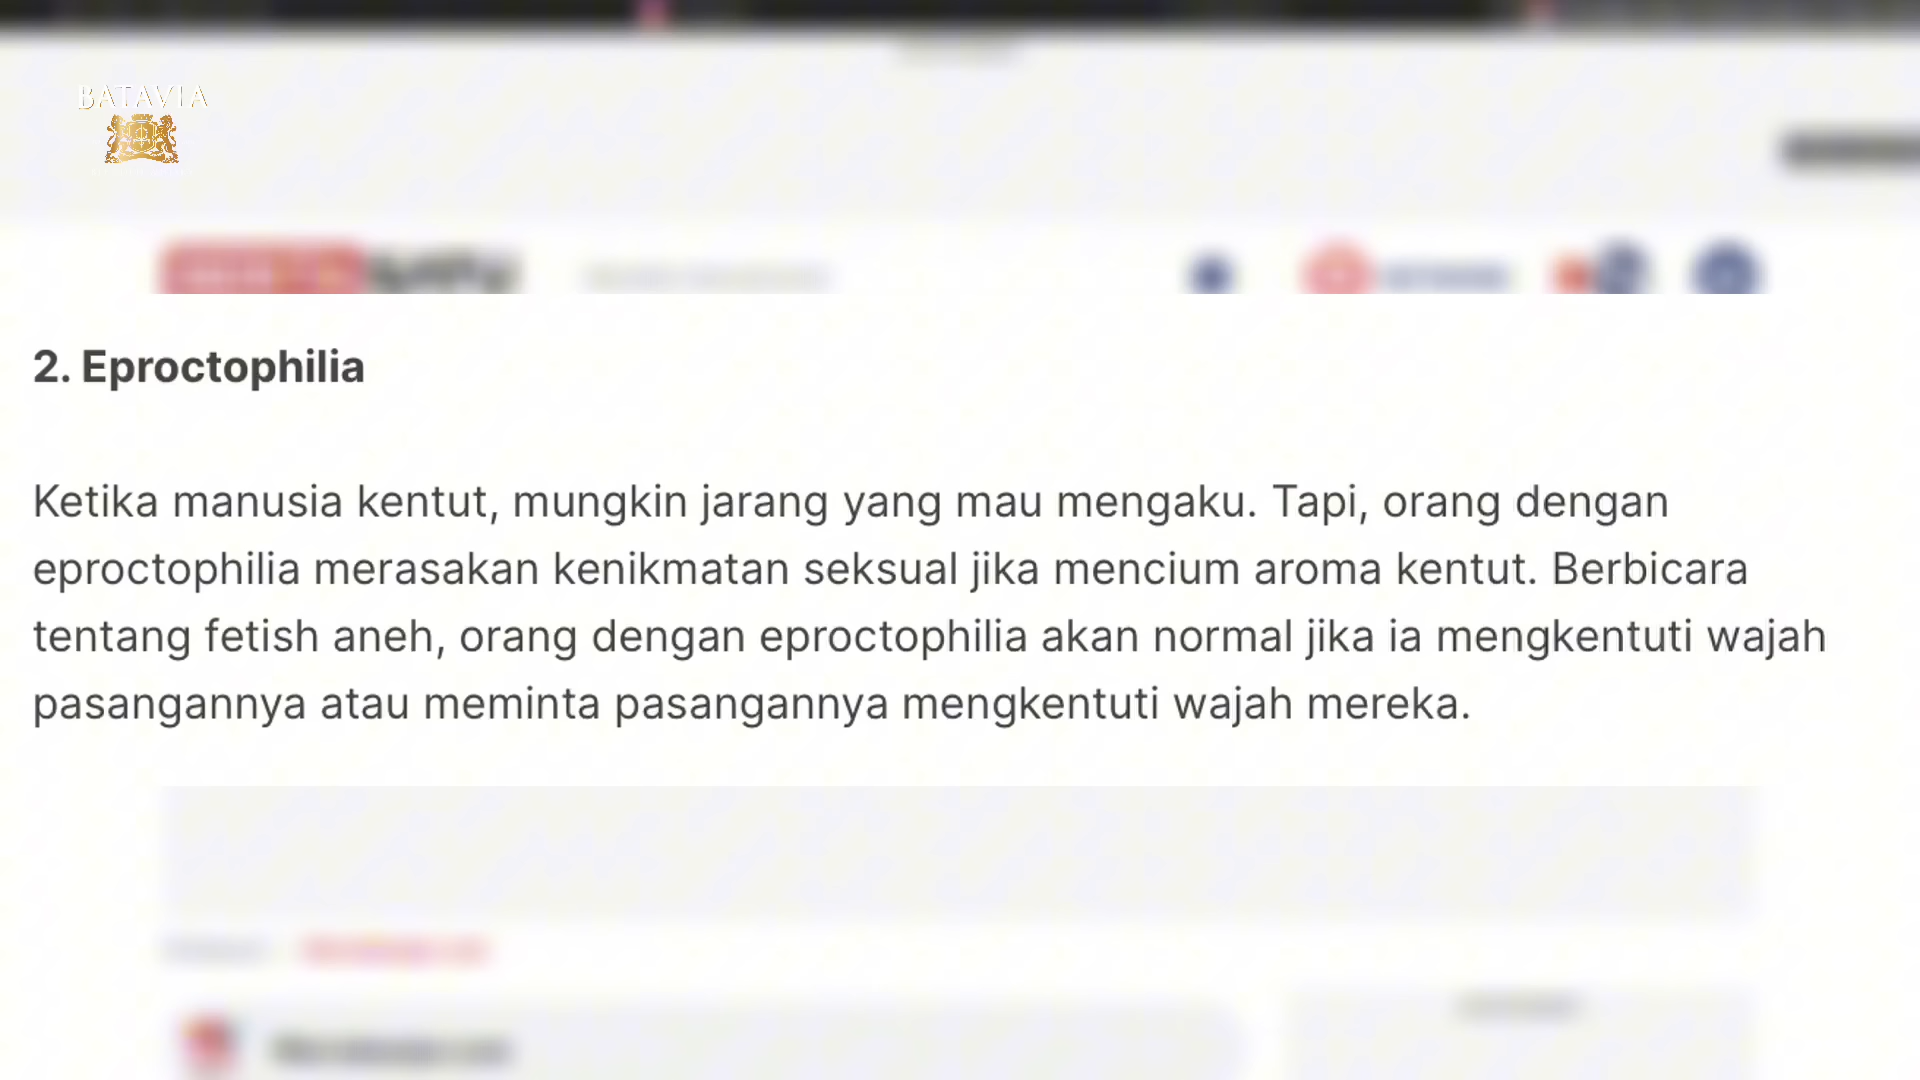 BATAVIA
2. Eproctophilia
Ketika manusia kentut, mungkin jarang yang mau mengaku. Tapi, orang dengan
eproctophilia merasakan kenikmatan seksual jika mencium aroma kentut. Berbicara
tentang fetish aneh, orang dengan eproctophilia akan normal jika ia mengkentuti wajah
pasangannya atau meminta pasangannya mengkentuti wajah mereka.